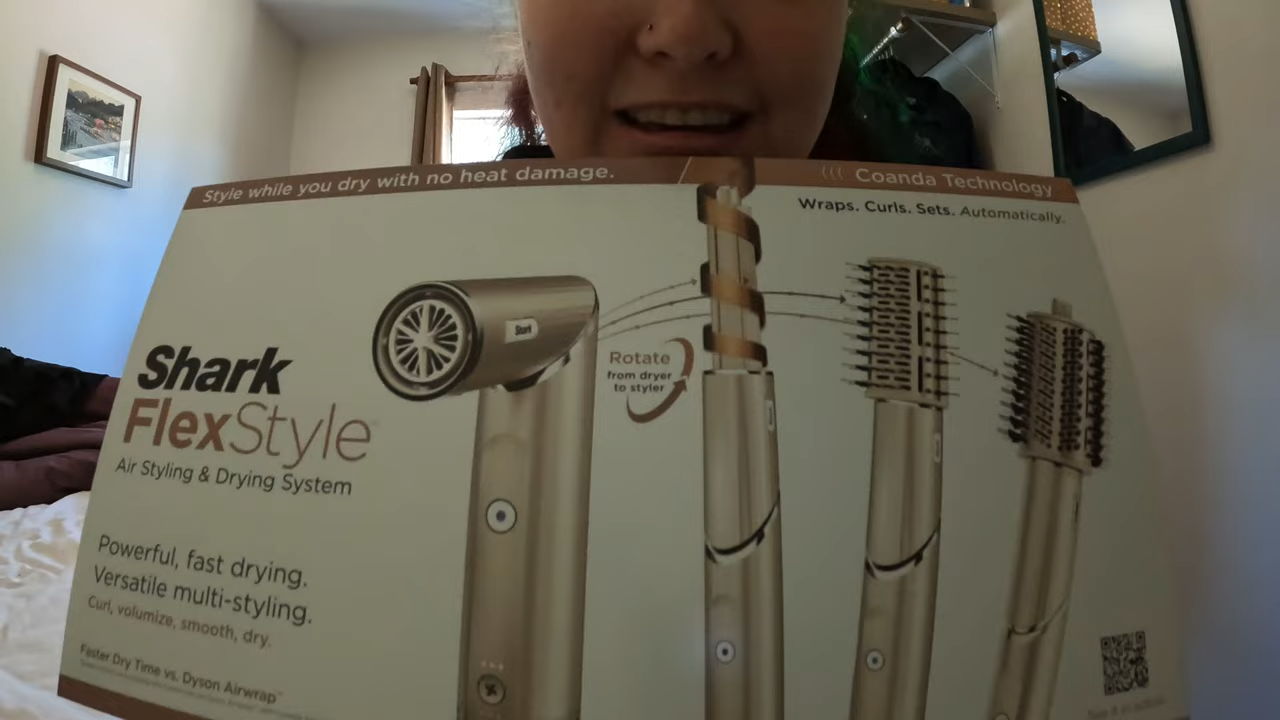 Style while you dry with no heat damage.
Coanda Technology
Wraps. Curls. Sets. Automatically.
Shark
Rotate
from dryer
to styler
Shark
FlexStyle
Air Styling & Drying System
Powerful, fast drying.
Versatile multi-styling.
Curl, volumize, smooth, dry.
Faster Dry Time vs. Dyson Airwrap™